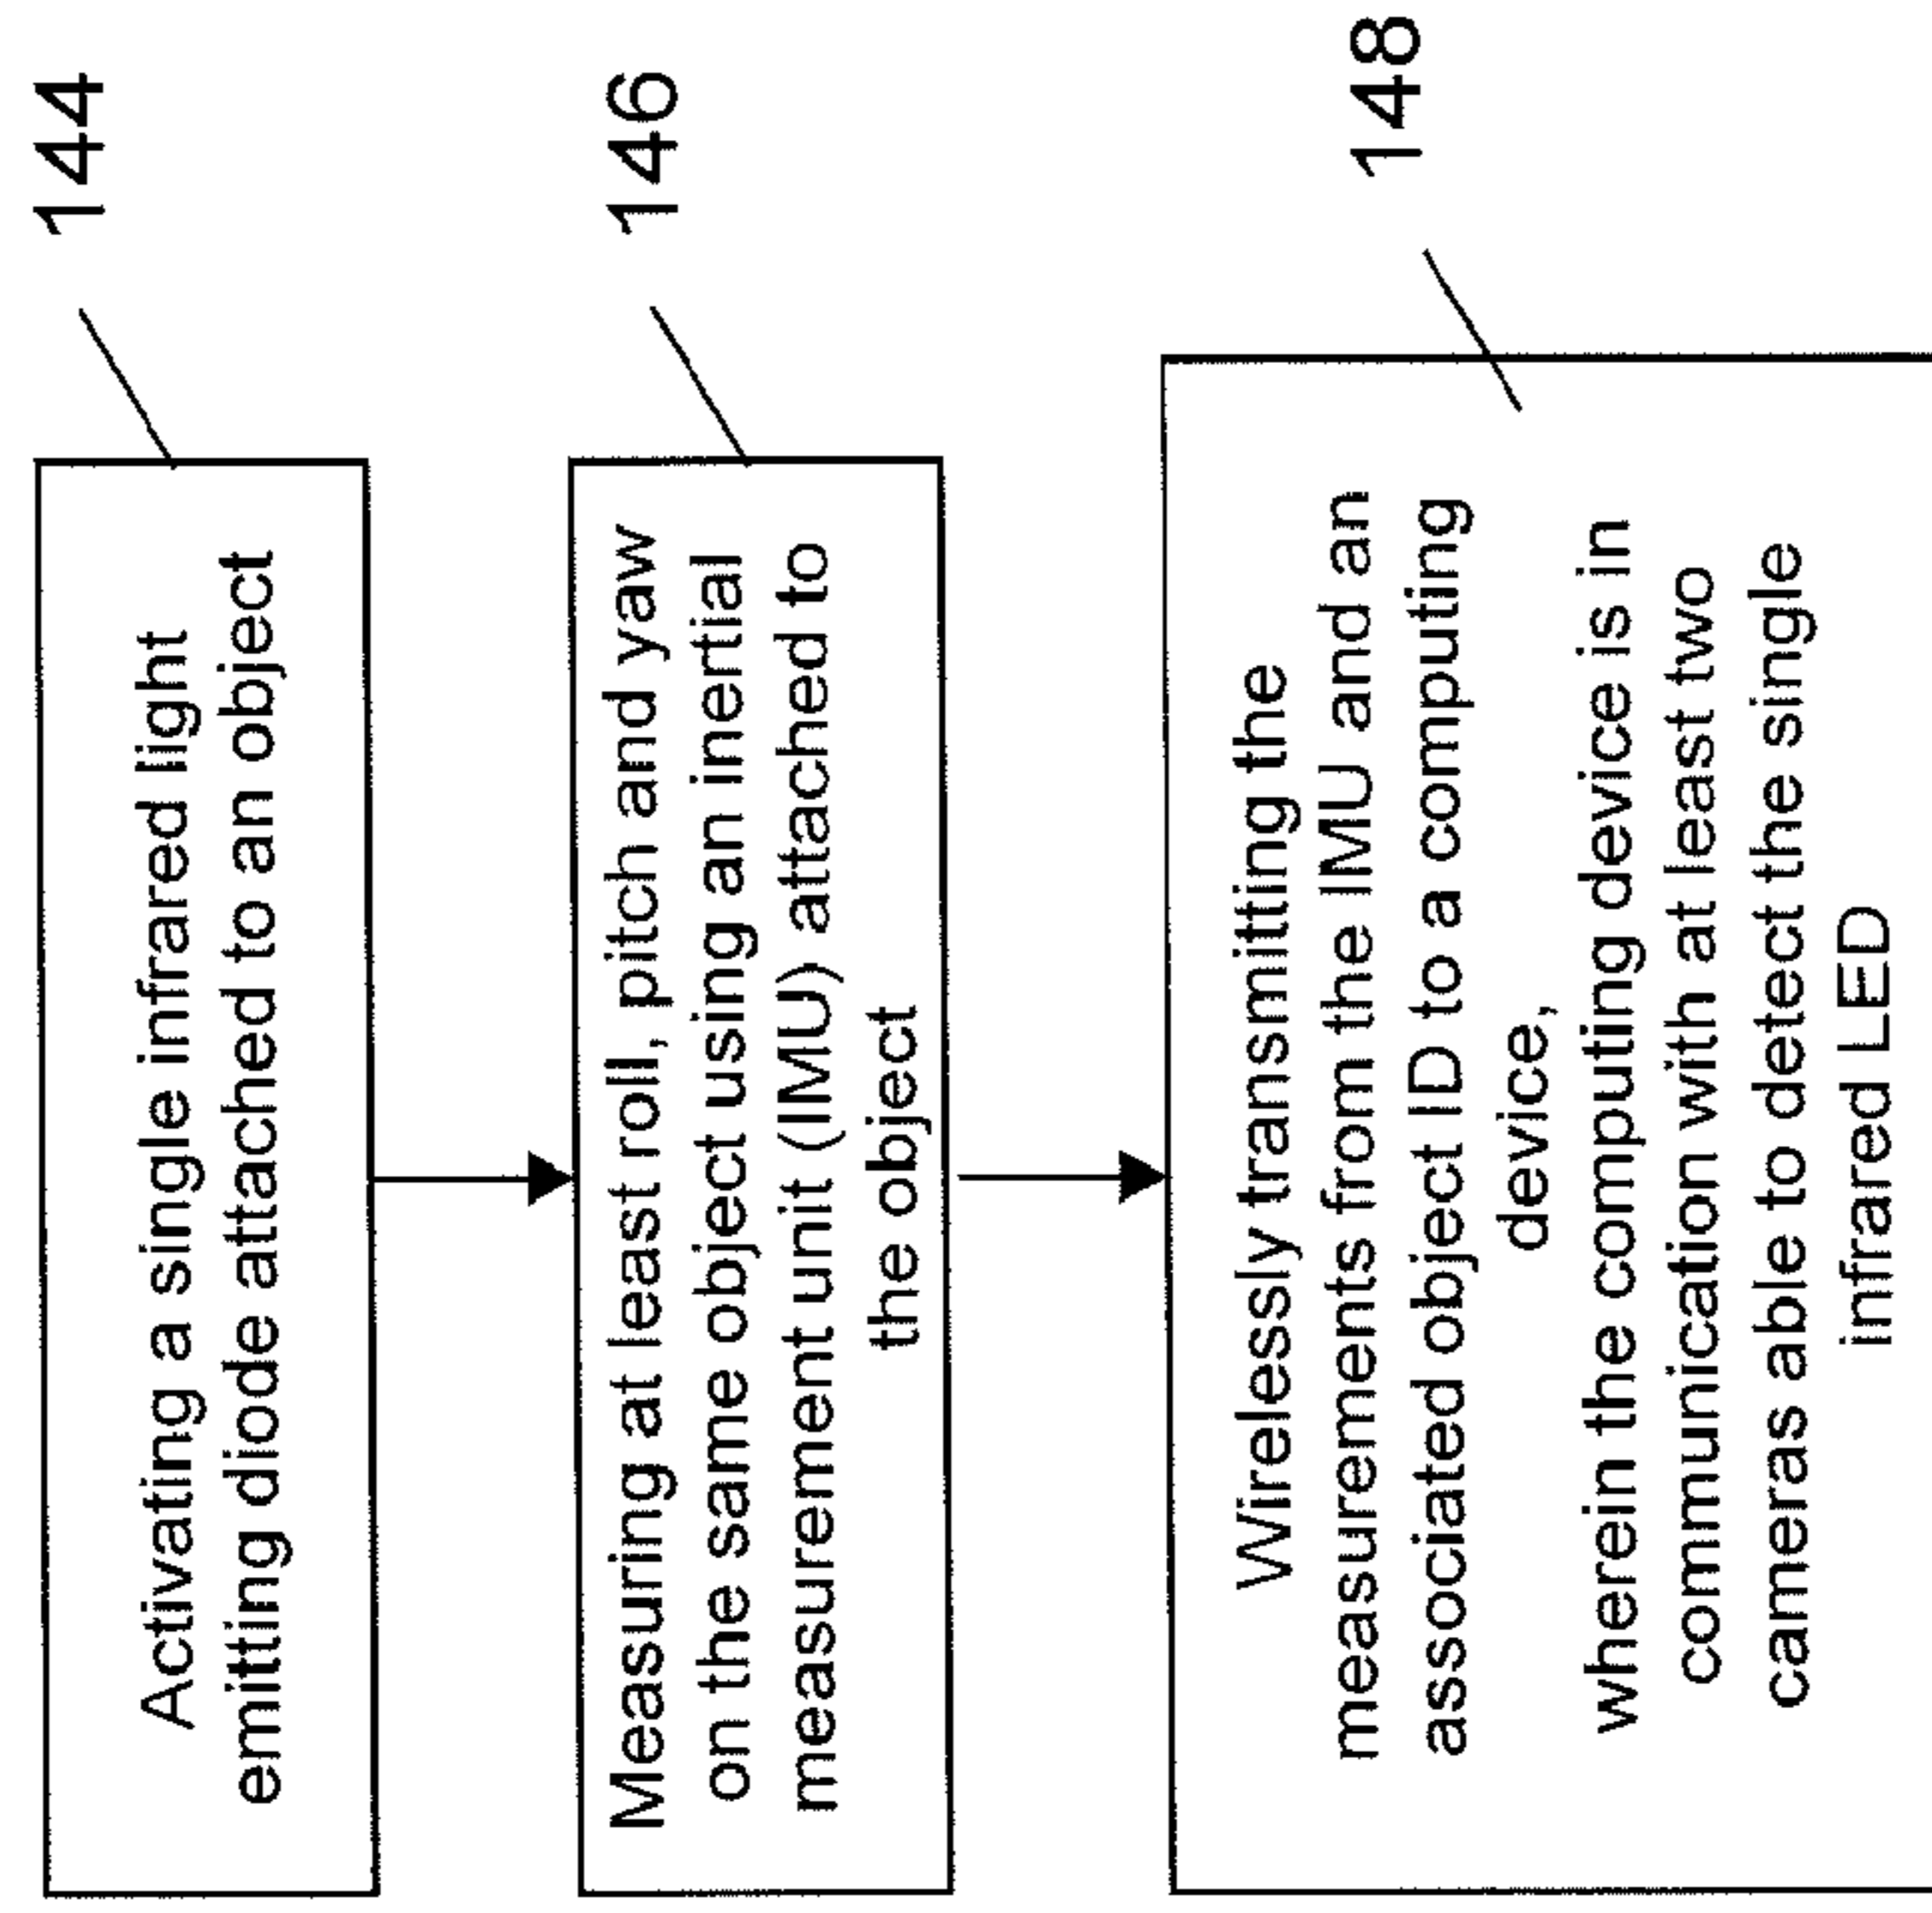 144
Activating a single infrared light
emitting diode attached to an object
146
Measuring at least roll, pitch and yaw
on the same object using an inertial
measurement unit (IMU) attached to
the object
148
Wirelessly transmitting the
measurements from the IMU and an
associated object ID to a computing
device,
wherein the computing device is in
communication with at least two
cameras able to detect the single
infrared LED